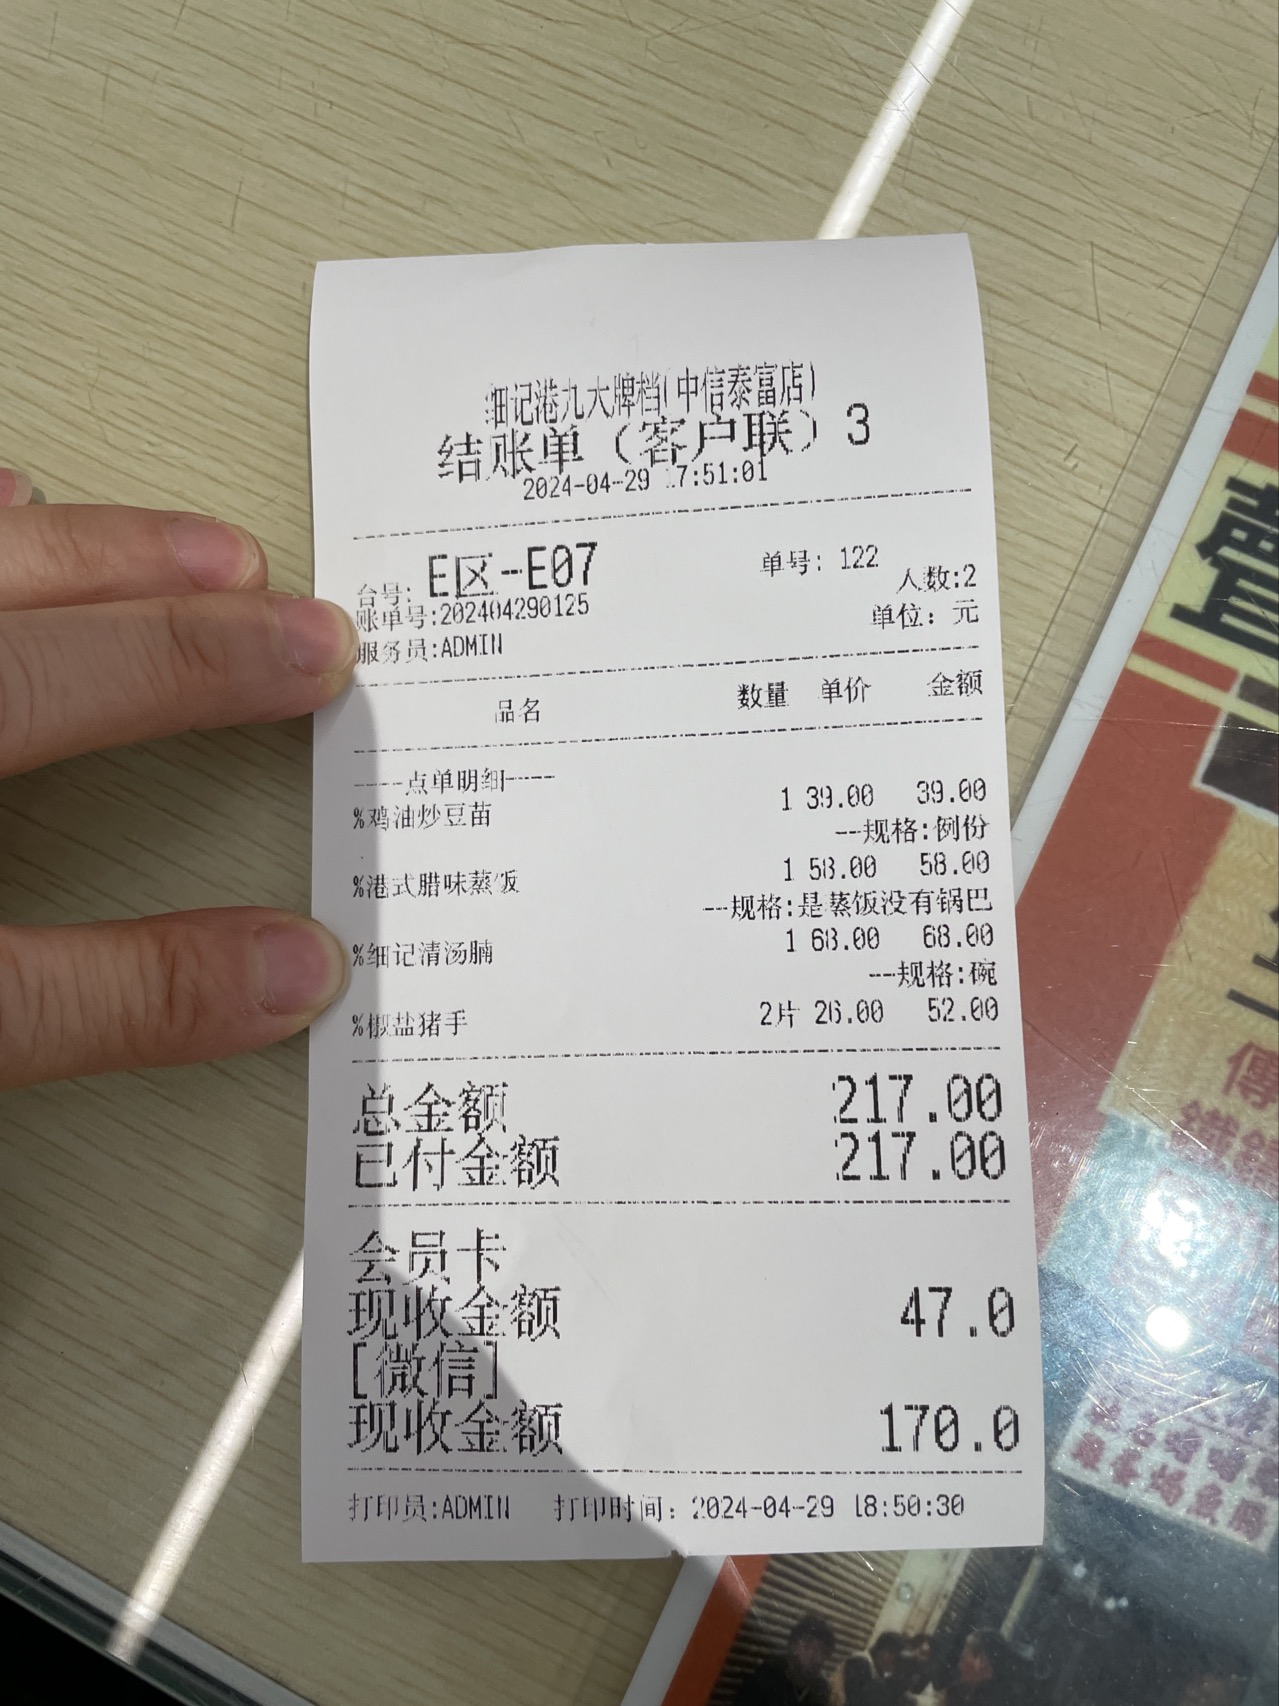 细记港九大牌档(中信泰富店)
结账单（客户联）3
2024-04-29 17:51:01
台号: E区-E07 单号: 122
人数:2
账单号:202404290125
单位: 元
服务员:ADMIN
品名 数量 单价 金额
-----点单明细-----
%鸡油炒豆苗 1 39.00 39.00
--规格:例份
%港式腊味蒸饭 1 58.00 58.00
---规格:是蒸饭没有锅巴
%细记清汤腩 1 68.00 68.00
---规格:碗
%椒盐猪手 2片 26.00 52.00
总金额 217.00
已付金额 217.00
会员卡
现收金额 47.0
[微信]
现收金额 170.0
打印员:ADMIN 打印时间: 2024-04-29 18:50:30
傳